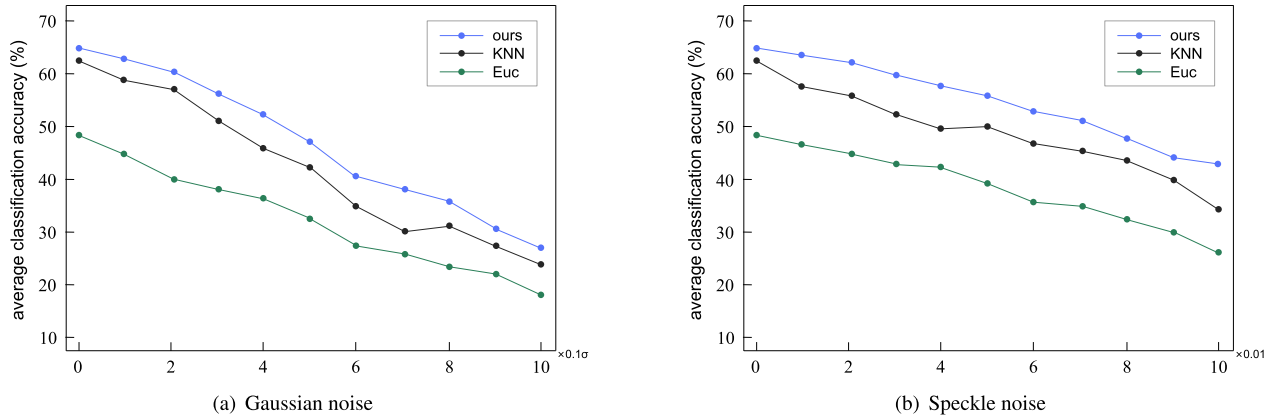 average classification accuracy (%)
70
60
50
40
30
20
10
0 2 4 6 8 10
×0.1σ
ours
KNN
Euc
(a) Gaussian noise
average classification accuracy (%)
70
60
50
40
30
20
10
0 2 4 6 8 10
×0.01
ours
KNN
Euc
(b) Speckle noise